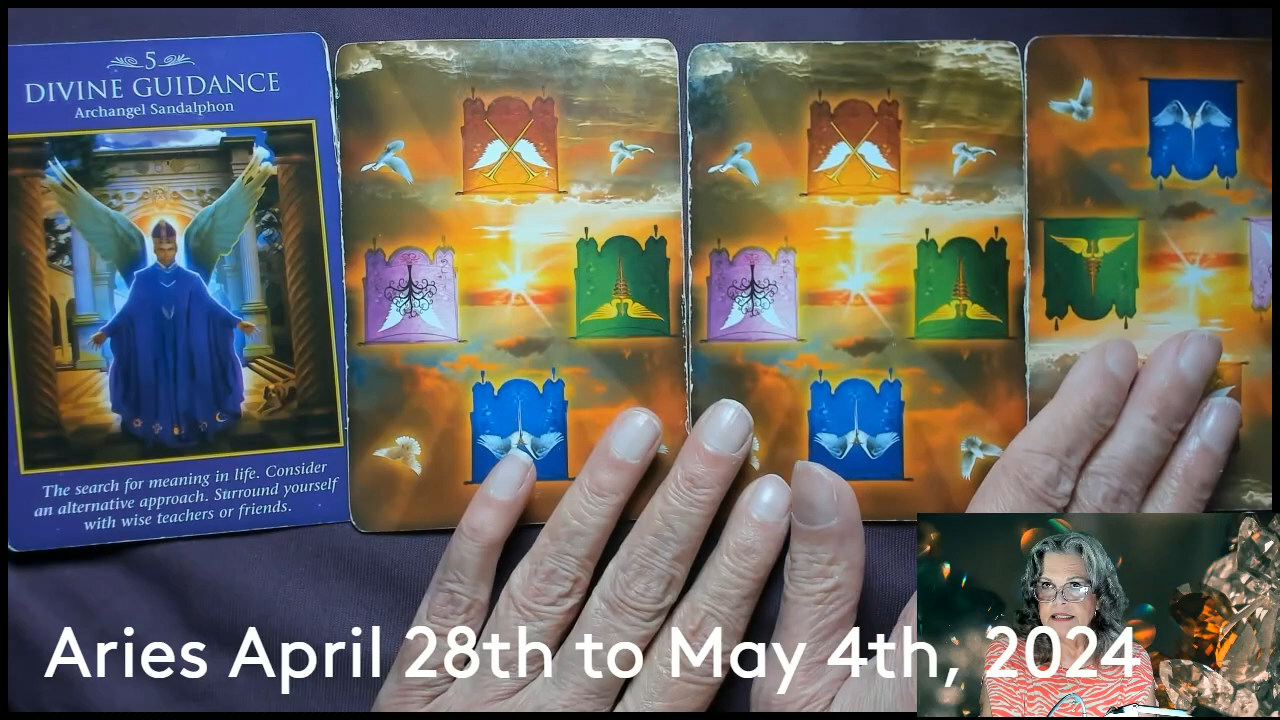 5
DIVINE GUIDANCE
Archangel Sandalphon
The search for meaning in life. Consider
an alternative approach. Surround yourself
with wise teachers or friends.
Aries April 28th to May 4th, 2024